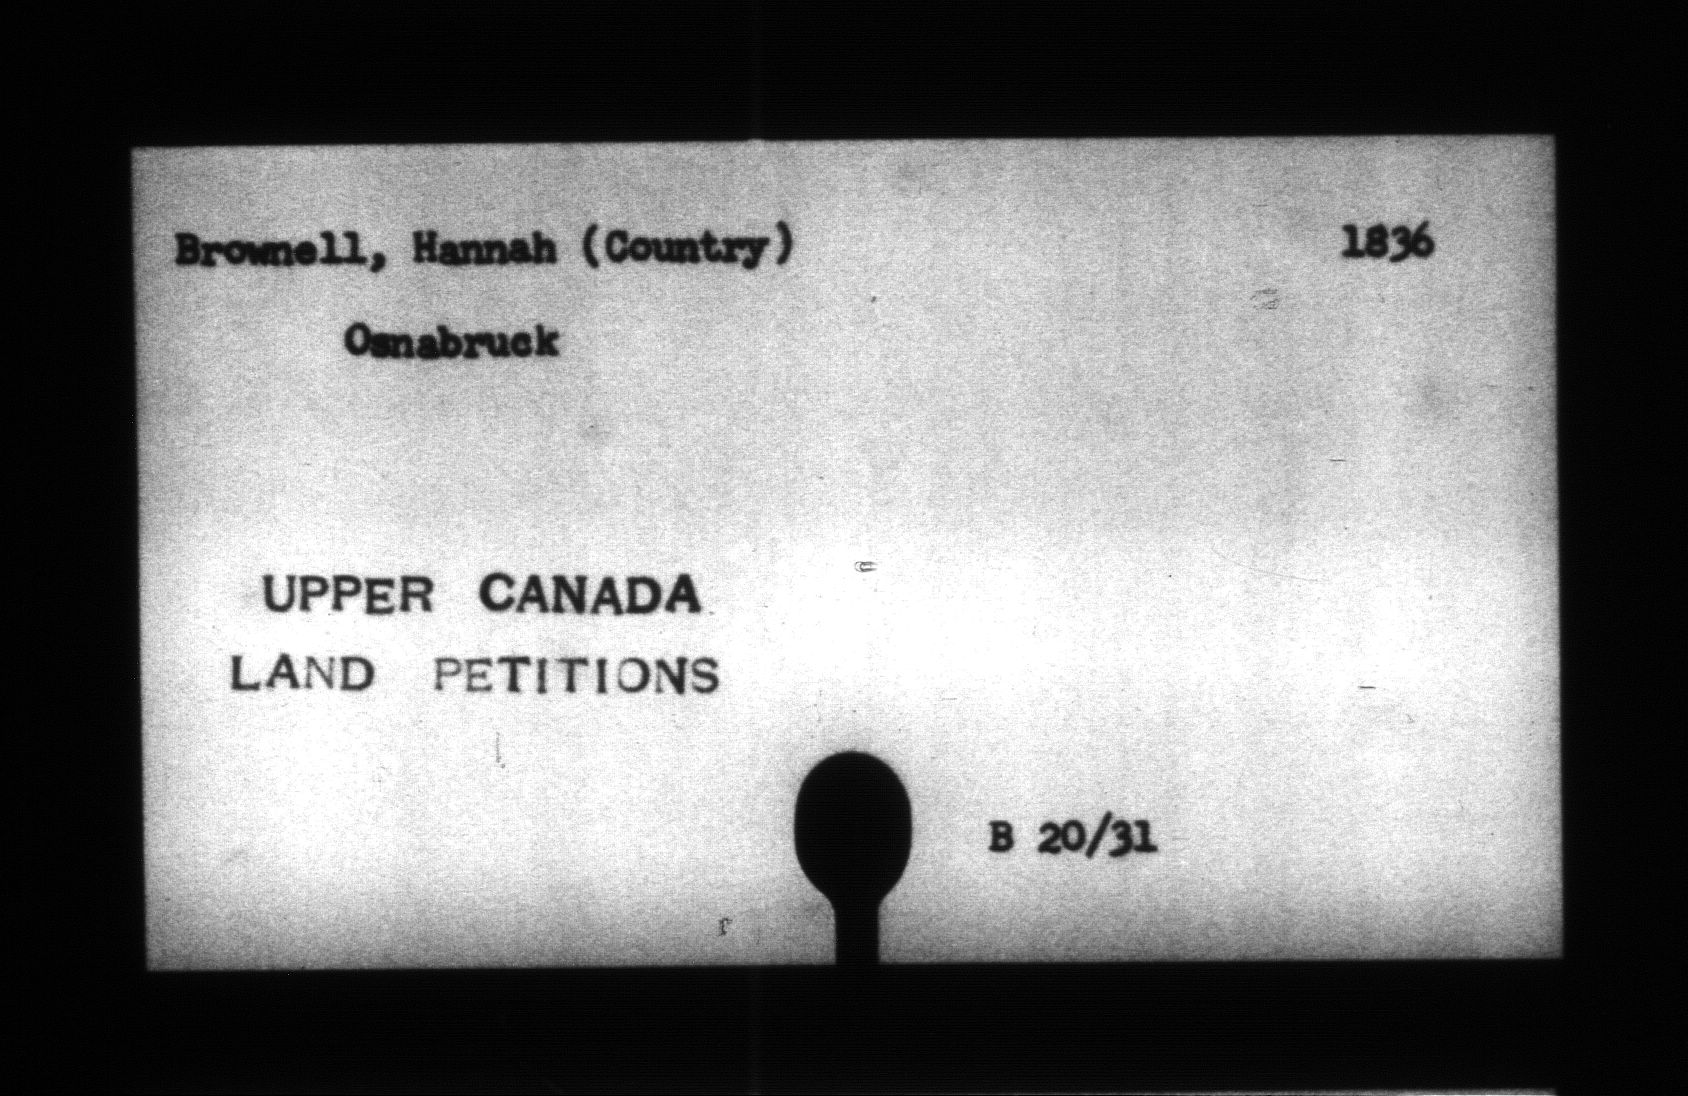 Brownell, Hannah (Country) 1836
Osnabruck
UPPER CANADA
LAND PETITIONS
B 20/31